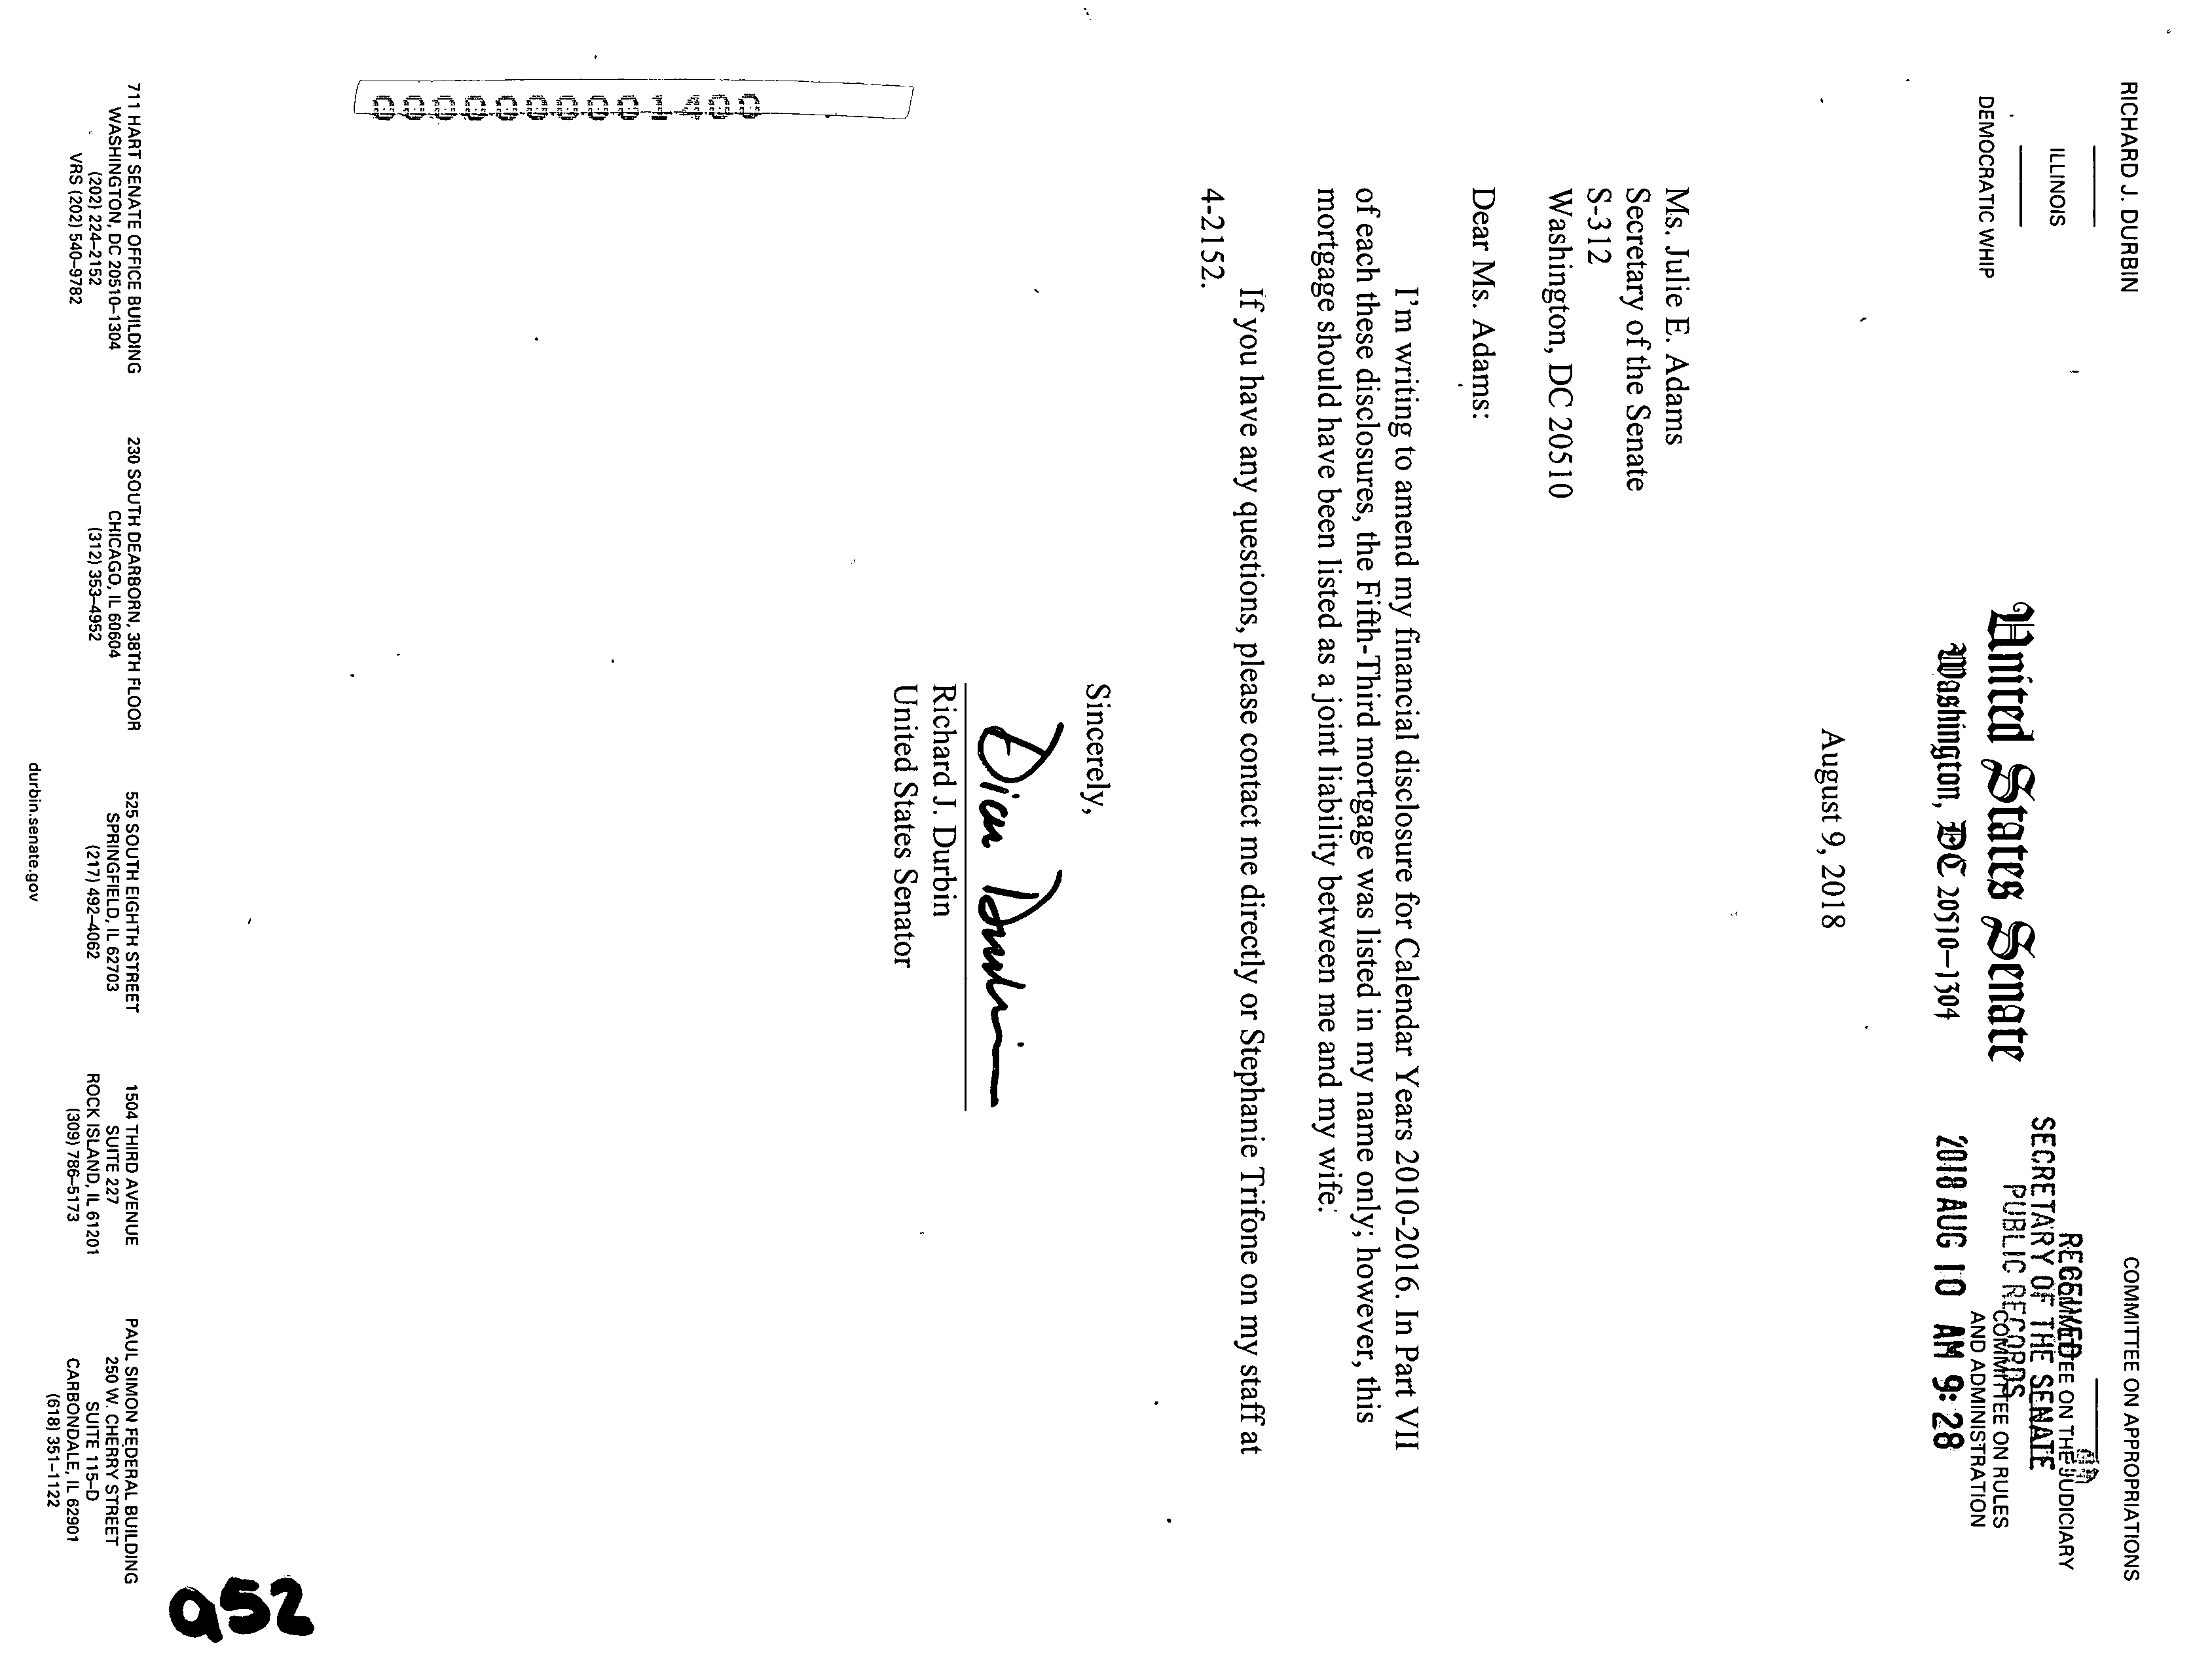 RICHARD J. DURBIN
ILLINOIS
DEMOCRATIC WHIP
COMMITTEE ON APPROPRIATIONS
COMMITTEE ON THE JUDICIARY
COMMITTEE ON RULES
AND ADMINISTRATION
RECEIVED
SECRETARY OF THE SENATE
PUBLIC RECORDS
2018 AUG 10 AM 9:28
United States Senate
Washington, DC 20510–1304
August 9, 2018
Ms. Julie E. Adams
Secretary of the Senate
S-312
Washington, DC 20510
Dear Ms. Adams:
I'm writing to amend my financial disclosure for Calendar Years 2010-2016. In Part VII
of each these disclosures, the Fifth-Third mortgage was listed in my name only; however, this
mortgage should have been listed as a joint liability between me and my wife.
If you have any questions, please contact me directly or Stephanie Trifone on my staff at
4-2152.
Sincerely,
Dick Durbin
Richard J. Durbin
United States Senator
711 HART SENATE OFFICE BUILDING
WASHINGTON, DC 20510–1304
(202) 224–2152
VRS (202) 540–9782
230 SOUTH DEARBORN, 38TH FLOOR
CHICAGO, IL 60604
(312) 353–4952
525 SOUTH EIGHTH STREET
SPRINGFIELD, IL 62703
(217) 492–4062
1504 THIRD AVENUE
SUITE 227
ROCK ISLAND, IL 61201
(309) 786–5173
PAUL SIMON FEDERAL BUILDING
250 W. CHERRY STREET
SUITE 115–D
CARBONDALE, IL 62901
(618) 351–1122
durbin.senate.gov
a52